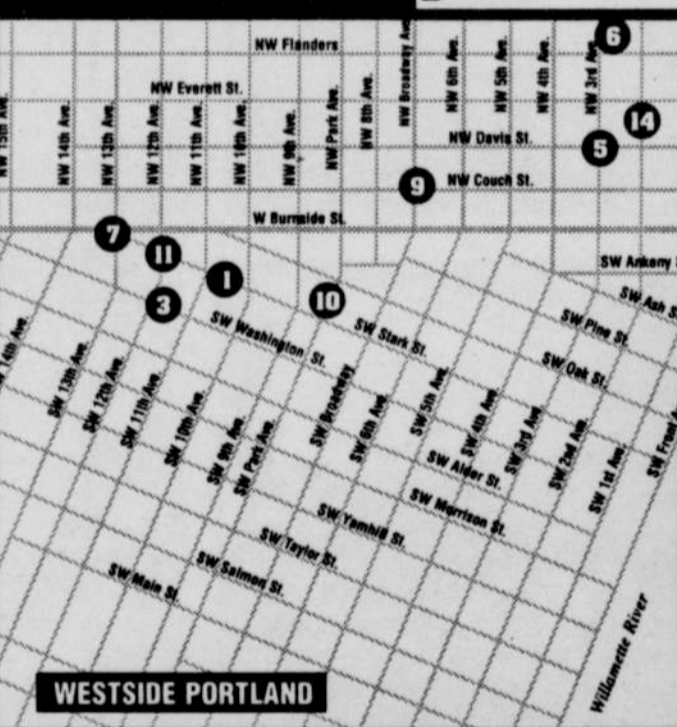 6
NW Flanders
NW Broadway Ave.
NW 6th Ave.
NW 5th Ave.
NW 4th Ave.
NW 3rd Ave.
NW Everett St.
NW 15th Ave.
NW 14th Ave.
NW 13th Ave.
NW 12th Ave.
NW 11th Ave.
NW 10th Ave.
NW 9th Ave.
NW Park Ave.
NW 8th Ave.
14
NW Davis St.
5
9
NW Couch St.
W Burnside St.
7
11
1
3
10
SW Ankeny S
SW Ash S
SW Pine St.
SW Oak St.
SW Stark St.
SW Washington St.
14th Ave.
SW 13th Ave.
SW 12th Ave.
SW 11th Ave.
SW 10th Ave.
SW 9th Ave.
SW Park Ave.
SW Broadway
SW 6th Ave.
SW 5th Ave.
SW 4th Ave.
SW 3rd Ave.
SW 2nd Ave.
SW 1st Ave.
SW Front A
SW Alder St.
SW Morrison St.
SW Yamhill St.
SW Taylor St.
SW Salmon St.
SW Main St.
Willamette River
WESTSIDE PORTLAND